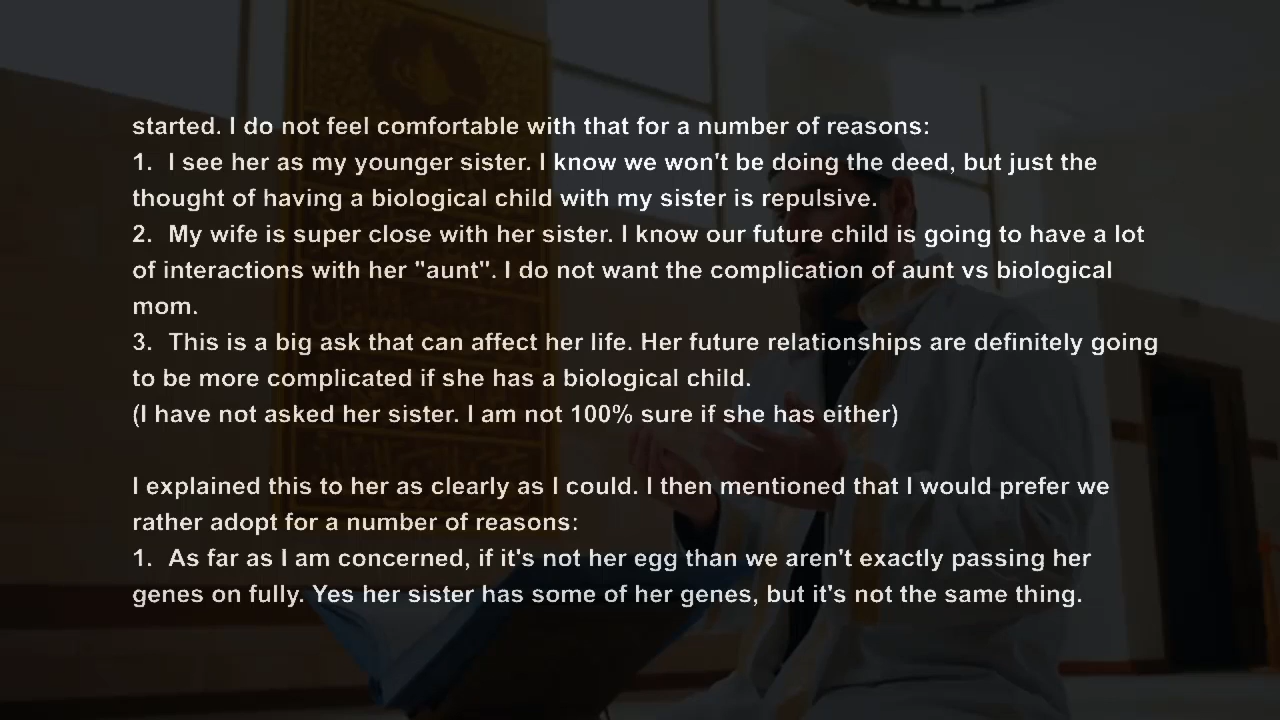 started. I do not feel comfortable with that for a number of reasons:
1. I see her as my younger sister. I know we won't be doing the deed, but just the
thought of having a biological child with my sister is repulsive.
2. My wife is super close with her sister. I know our future child is going to have a lot
of interactions with her "aunt". I do not want the complication of aunt vs biological
mom.
3. This is a big ask that can affect her life. Her future relationships are definitely going
to be more complicated if she has a biological child.
(I have not asked her sister. I am not 100% sure if she has either)
I explained this to her as clearly as I could. I then mentioned that I would prefer we
rather adopt for a number of reasons:
1. As far as I am concerned, if it's not her egg than we aren't exactly passing her
genes on fully. Yes her sister has some of her genes, but it's not the same thing.